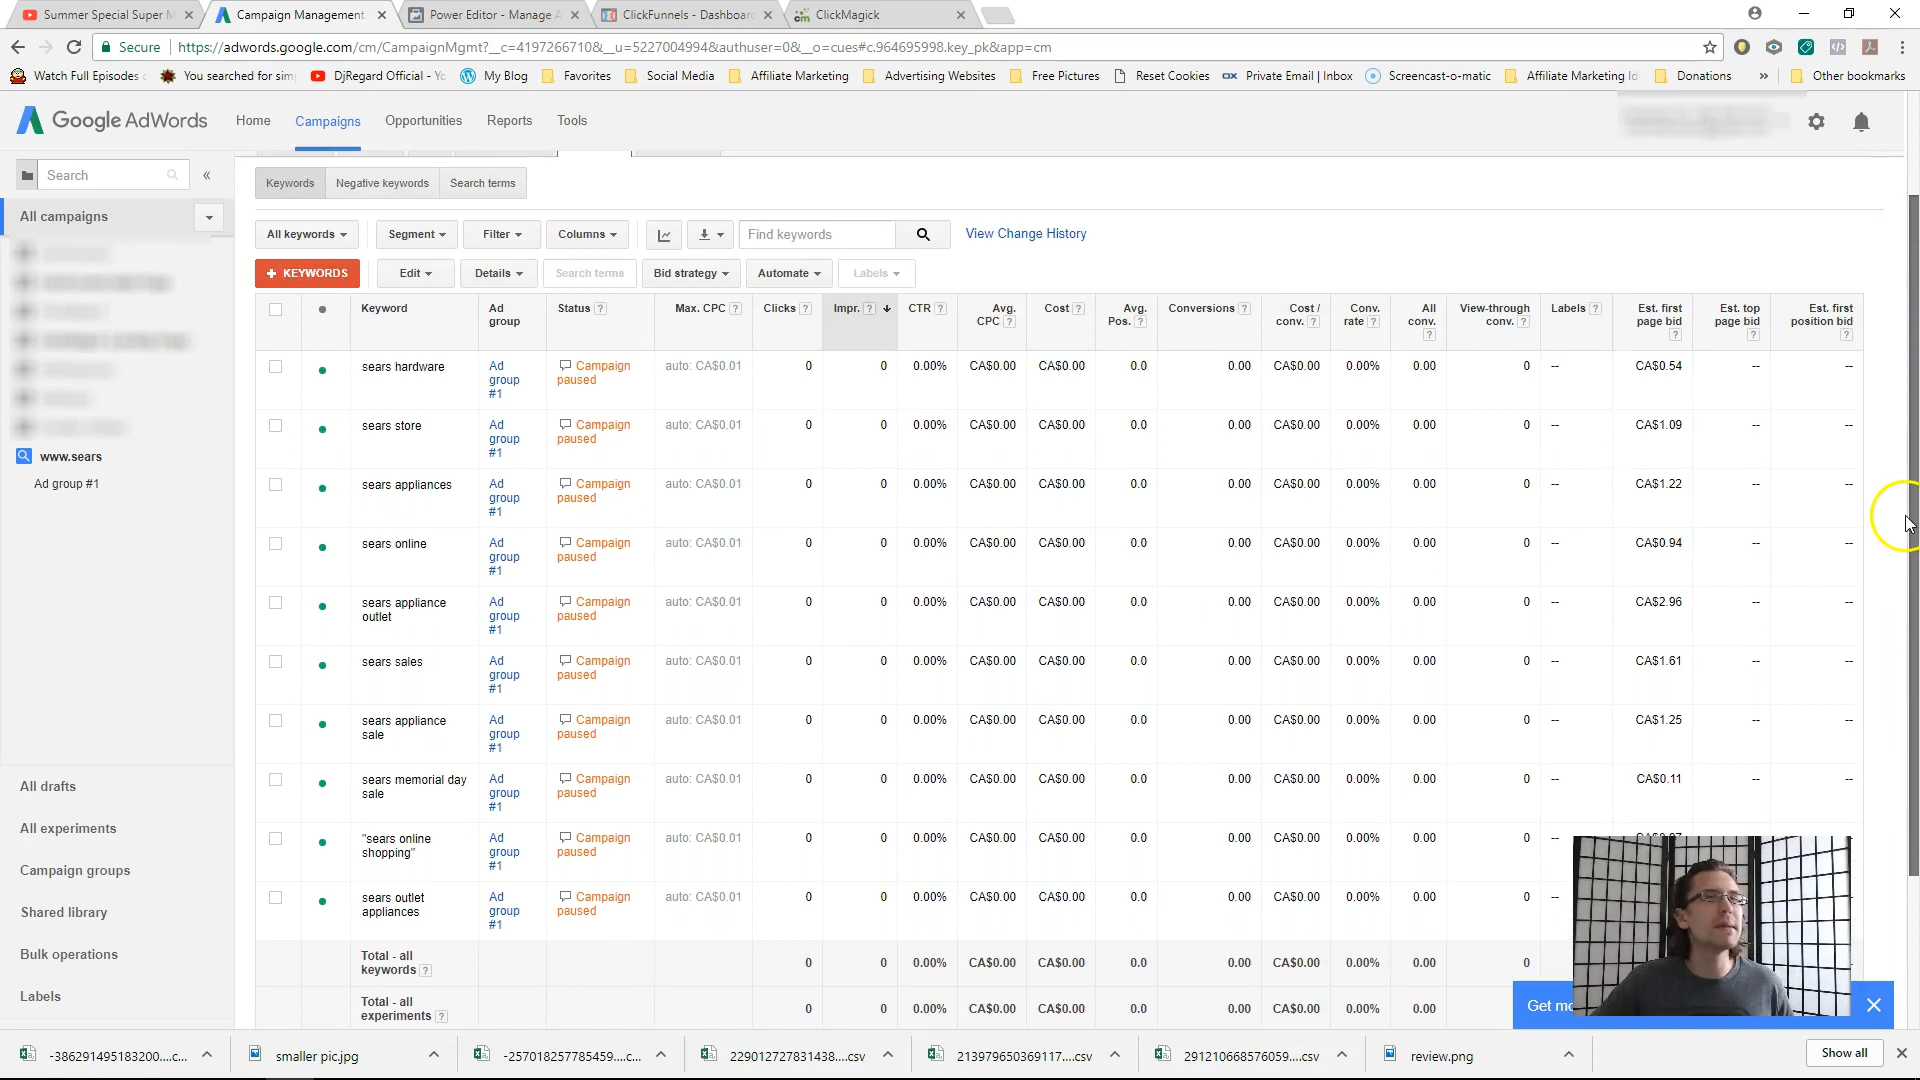 Summer Special Super M
Campaign Management
Power Editor - Manage A
ClickFunnels - Dashboard
ClickMagick
Secure
https://adwords.google.com/cm/CampaignMgmt?__c=4197266710&__u=5227004994&authuser=0&__o=cues#c.964695998.key_pk&app=cm
Watch Full Episodes
You searched for sim
DjRegard Official - Yo
My Blog
Favorites
Social Media
Affiliate Marketing
Advertising Websites
Free Pictures
Reset Cookies
Private Email | Inbox
Screencast-o-matic
Affiliate Marketing Id
Donations
»
Other bookmarks
Google AdWords
Home
Campaigns
Opportunities
Reports
Tools
Search
«
All campaigns
www.sears
Ad group #1
All drafts
All experiments
Campaign groups
Shared library
Bulk operations
Labels
Keywords
Negative keywords
Search terms
All keywords
Segment
Filter
Columns
Find keywords
View Change History
+ KEYWORDS
Edit
Details
Search terms
Bid strategy
Automate
Labels
Keyword
Ad group
Status ?
Max. CPC ?
Clicks ?
Impr. ?
CTR ?
Avg. CPC ?
Cost ?
Avg. Pos. ?
Conversions ?
Cost / conv. ?
Conv. rate ?
All conv. ?
View-through conv. ?
Labels ?
Est. first page bid ?
Est. top page bid ?
Est. first position bid ?
sears hardware Ad group #1 Campaign paused auto: CA$0.01 0 0 0.00% CA$0.00 CA$0.00 0.0 0.00 CA$0.00 0.00% 0.00 0 -- CA$0.54 -- --
sears store Ad group #1 Campaign paused auto: CA$0.01 0 0 0.00% CA$0.00 CA$0.00 0.0 0.00 CA$0.00 0.00% 0.00 0 -- CA$1.09 -- --
sears appliances Ad group #1 Campaign paused auto: CA$0.01 0 0 0.00% CA$0.00 CA$0.00 0.0 0.00 CA$0.00 0.00% 0.00 0 -- CA$1.22 -- --
sears online Ad group #1 Campaign paused auto: CA$0.01 0 0 0.00% CA$0.00 CA$0.00 0.0 0.00 CA$0.00 0.00% 0.00 0 -- CA$0.94 -- --
sears appliance outlet Ad group #1 Campaign paused auto: CA$0.01 0 0 0.00% CA$0.00 CA$0.00 0.0 0.00 CA$0.00 0.00% 0.00 0 -- CA$2.96 -- --
sears sales Ad group #1 Campaign paused auto: CA$0.01 0 0 0.00% CA$0.00 CA$0.00 0.0 0.00 CA$0.00 0.00% 0.00 0 -- CA$1.61 -- --
sears appliance sale Ad group #1 Campaign paused auto: CA$0.01 0 0 0.00% CA$0.00 CA$0.00 0.0 0.00 CA$0.00 0.00% 0.00 0 -- CA$1.25 -- --
sears memorial day sale Ad group #1 Campaign paused auto: CA$0.01 0 0 0.00% CA$0.00 CA$0.00 0.0 0.00 CA$0.00 0.00% 0.00 0 -- CA$0.11 -- --
"sears online shopping" Ad group #1 Campaign paused auto: CA$0.01 0 0 0.00% CA$0.00 CA$0.00 0.0 0.00 CA$0.00 0.00% 0.00 0 --
sears outlet appliances Ad group #1 Campaign paused auto: CA$0.01 0 0 0.00% CA$0.00 CA$0.00 0.0 0.00 CA$0.00 0.00% 0.00 0 --
Total - all keywords ? 0 0 0.00% CA$0.00 CA$0.00 0.0 0.00 CA$0.00 0.00% 0.00 0
Total - all experiments ? 0 0 0.00% CA$0.00 CA$0.00 0.0 0.00 CA$0.00 0.00% 0.00 0
Get mo
-386291495183200....c...
smaller pic.jpg
-257018257785459....c...
229012727831438....csv
213979650369117....csv
291210668576059....csv
review.png
Show all